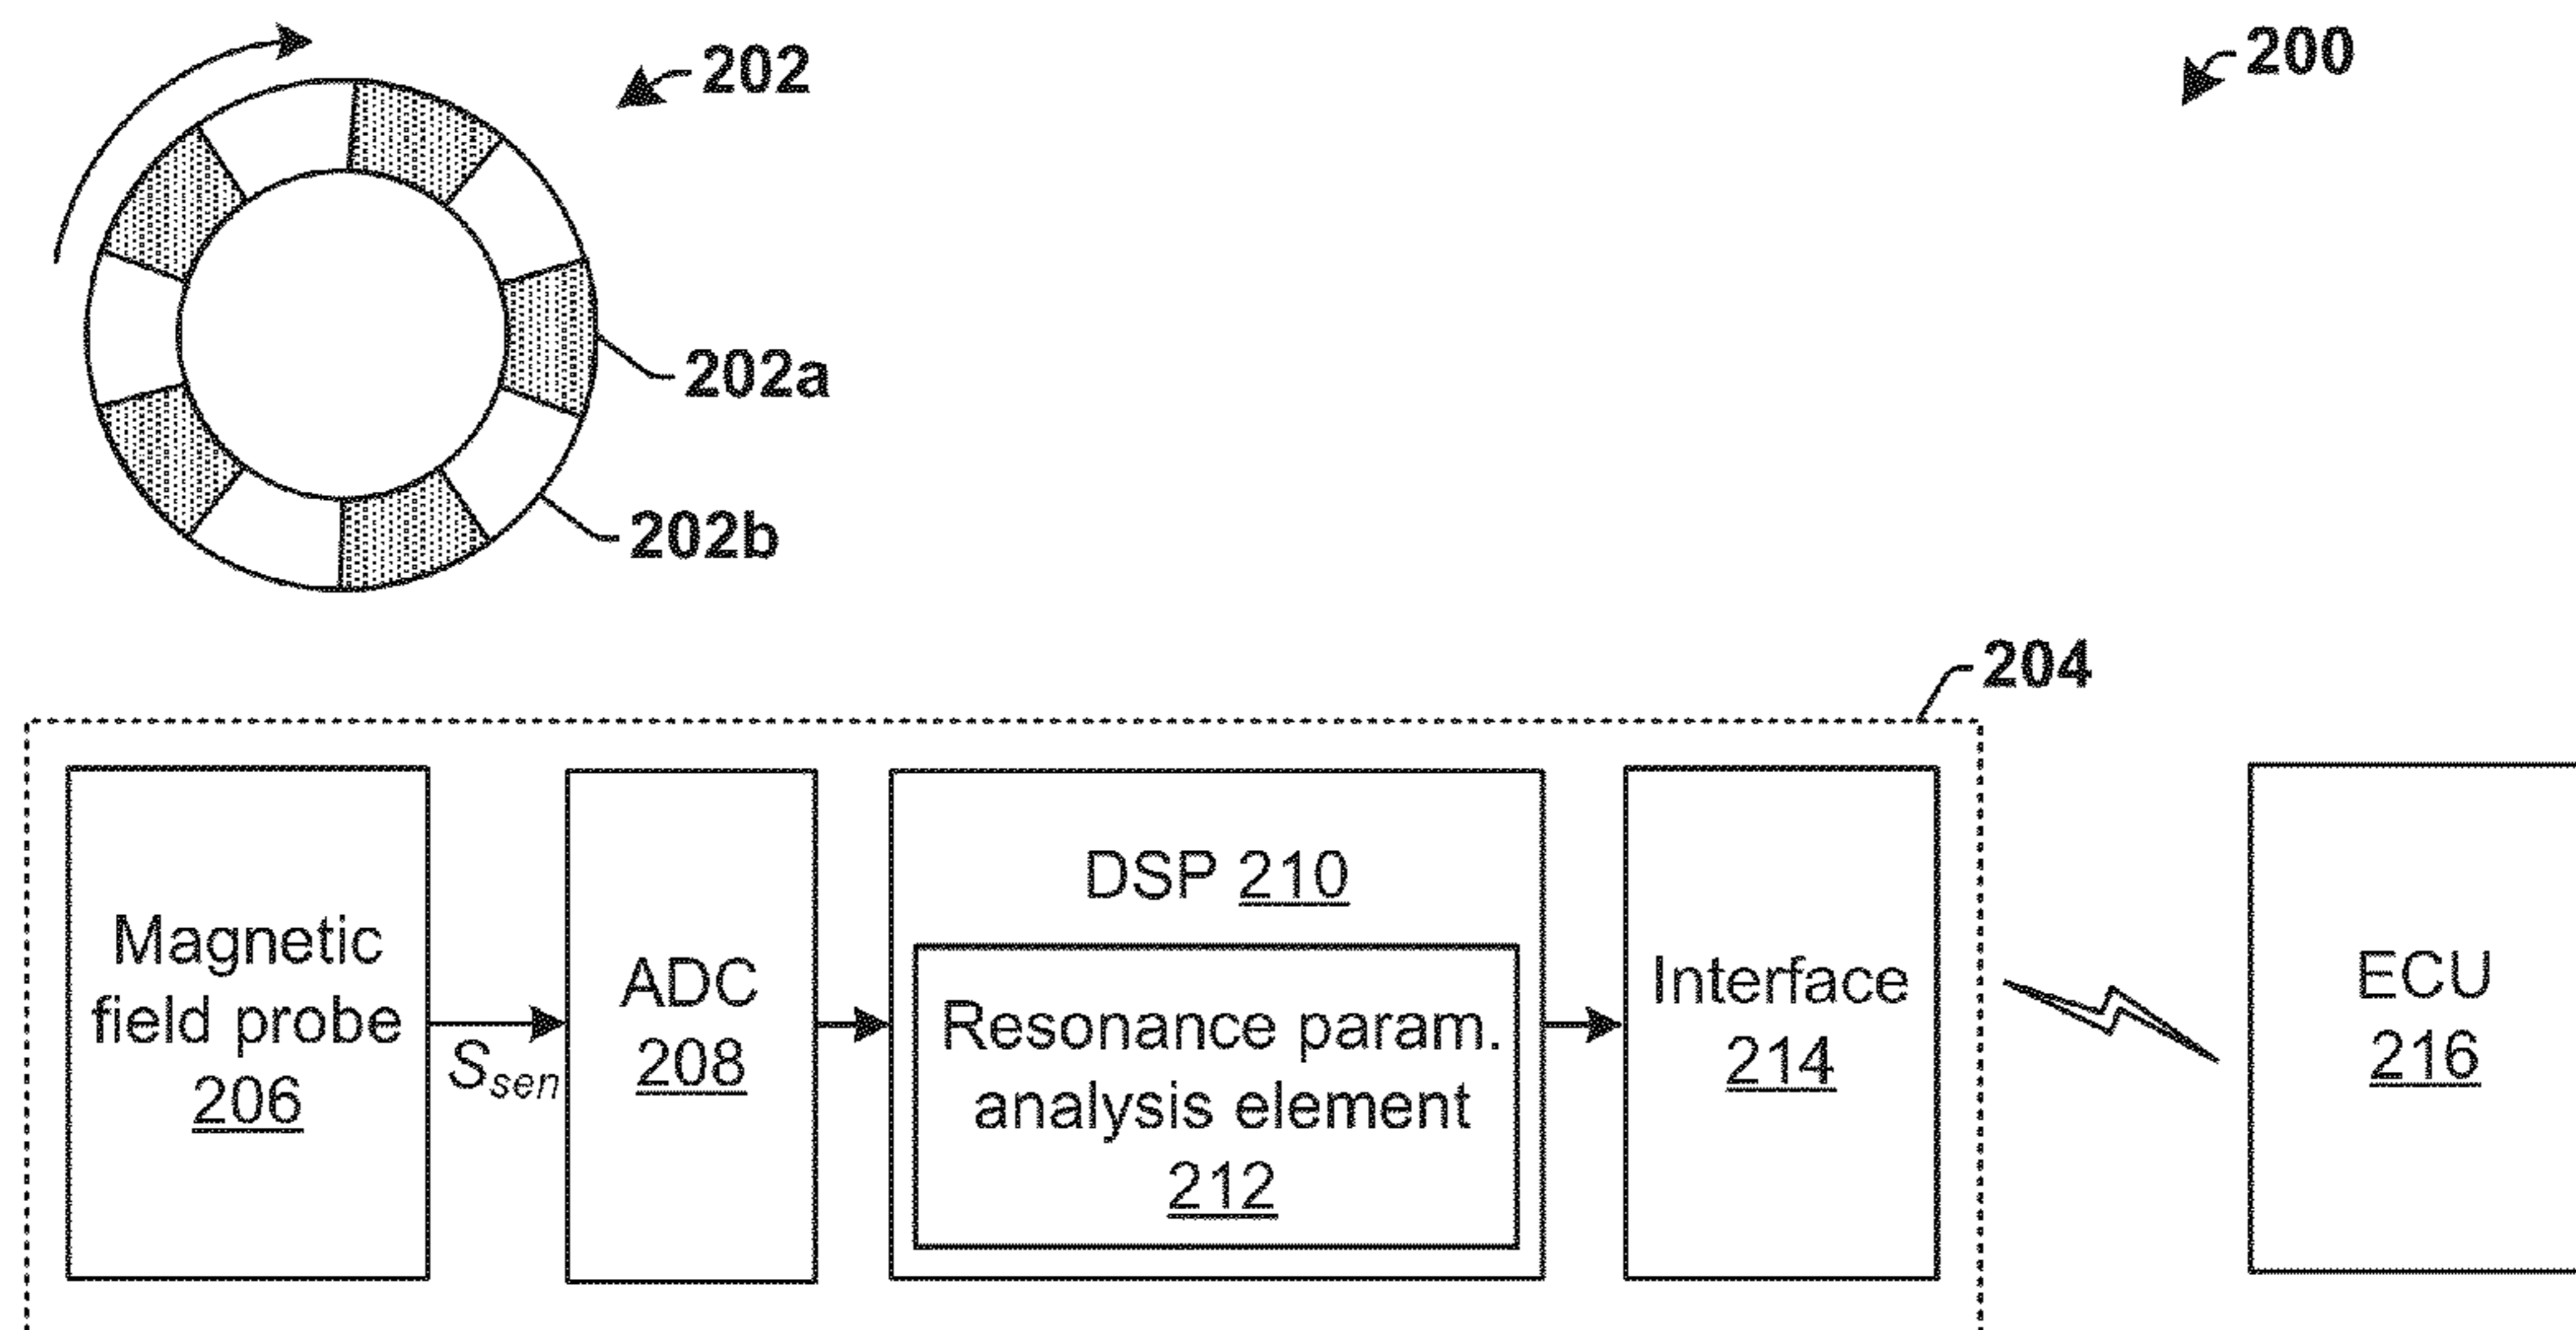 202
200
202a
202b
204
Magnetic
field probe
206
S_sen
ADC
208
DSP 210
Resonance param.
analysis element
212
Interface
214
ECU
216